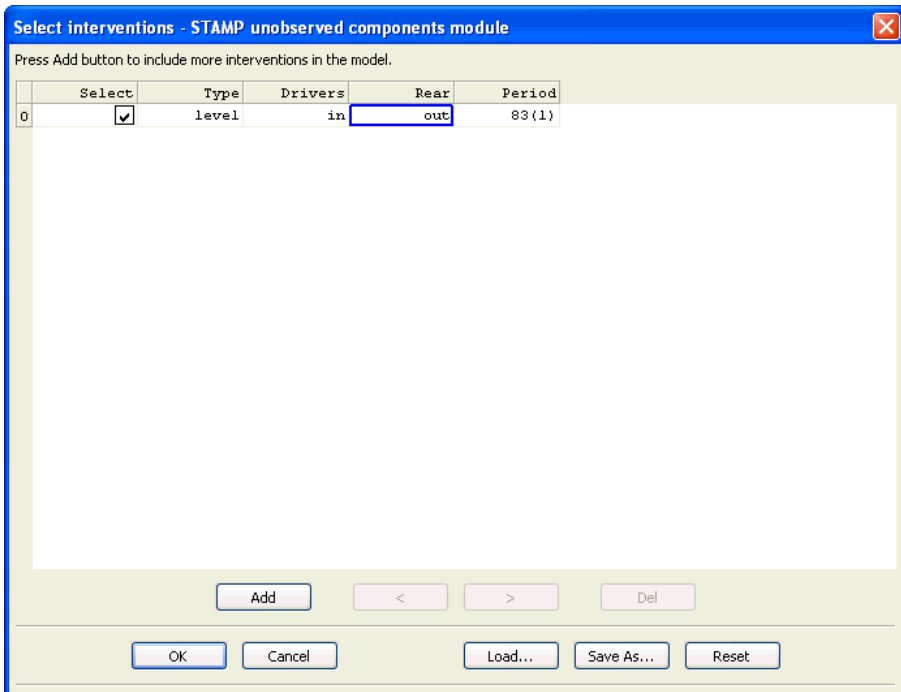 Select interventions - STAMP unobserved components module
Press Add button to include more interventions in the model.
Select Type Drivers Rear Period
0 level in out 83(1)
Add < > Del
OK Cancel Load... Save As... Reset